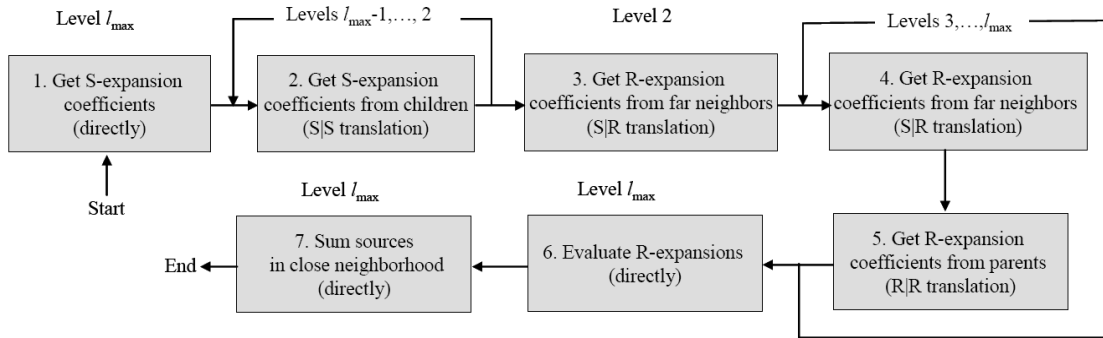 Level lmax
Levels lmax-1,…, 2
Level 2
Levels 3,…,lmax
1. Get S-expansion
coefficients
(directly)
2. Get S-expansion
coefficients from children
(S|S translation)
3. Get R-expansion
coefficients from far neighbors
(S|R translation)
4. Get R-expansion
coefficients from far neighbors
(S|R translation)
Start
Level lmax
Level lmax
5. Get R-expansion
coefficients from parents
(R|R translation)
6. Evaluate R-expansions
(directly)
7. Sum sources
in close neighborhood
(directly)
End